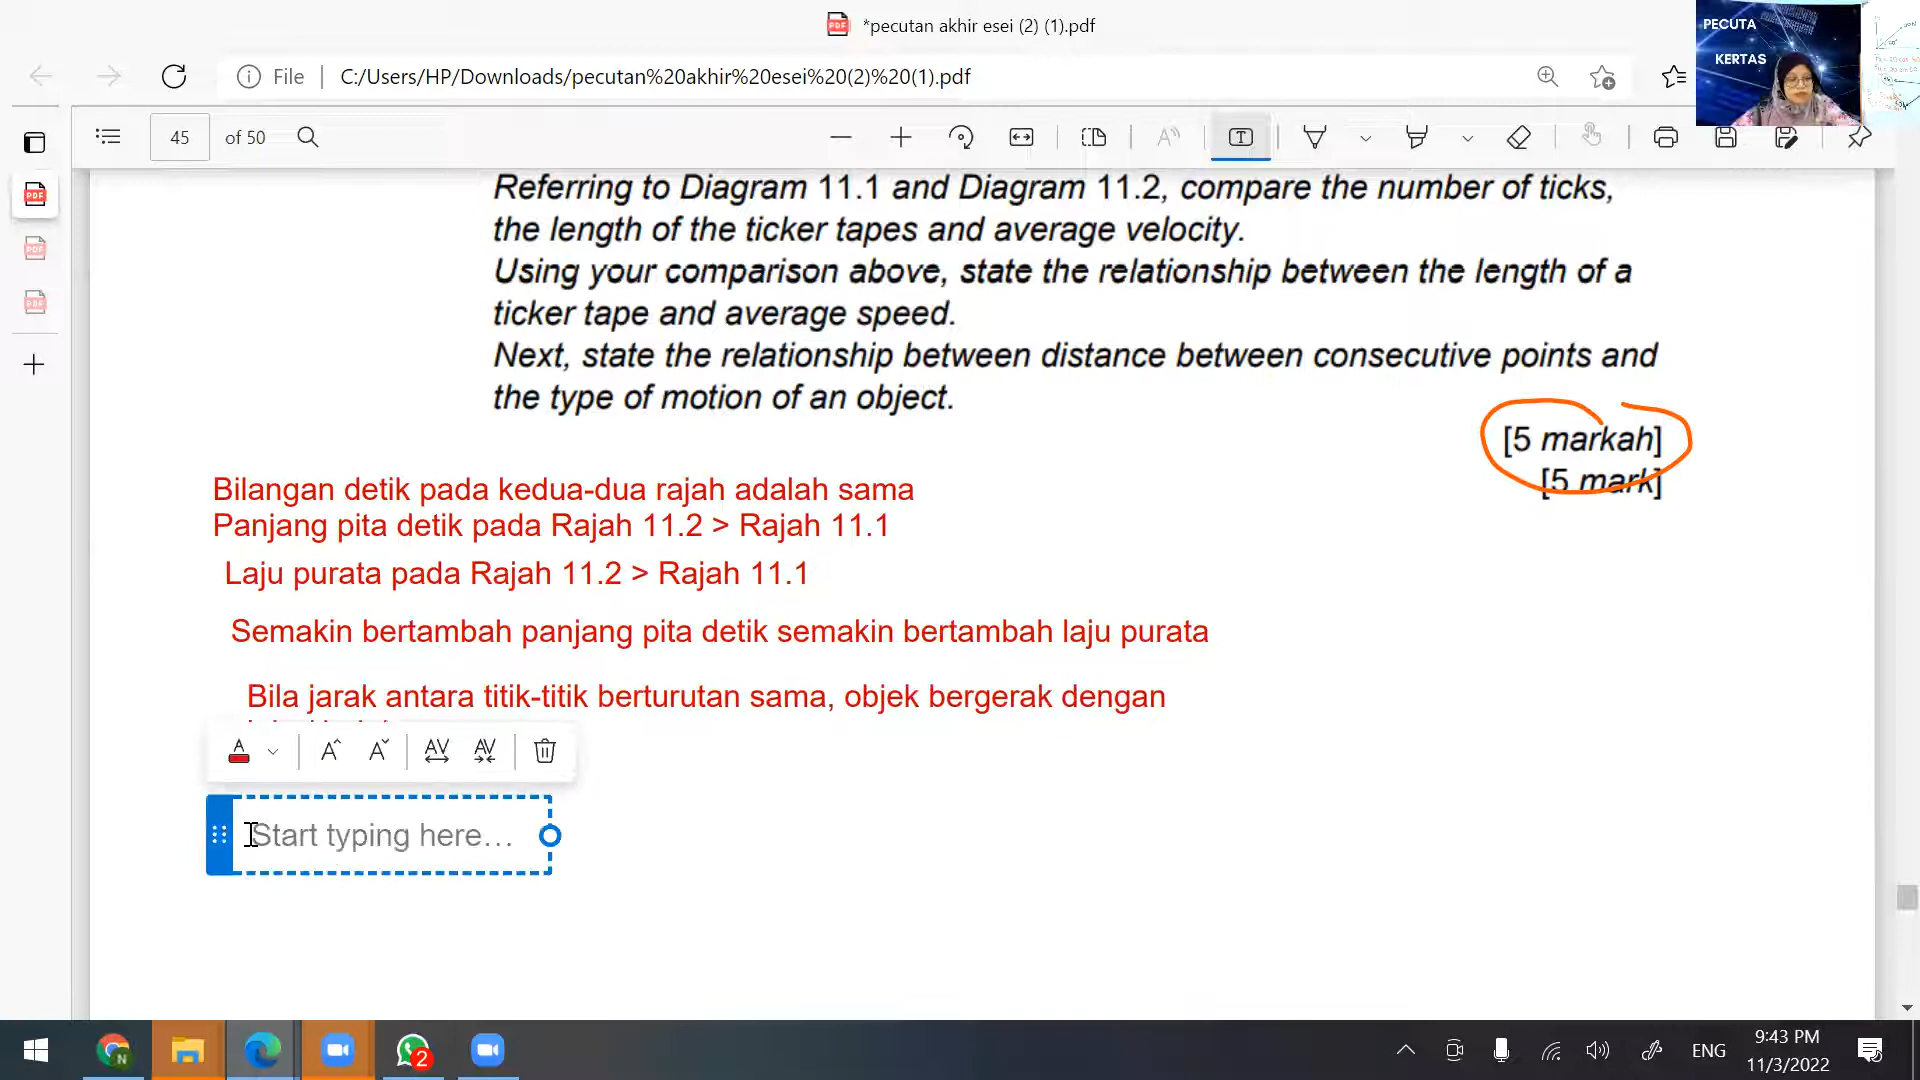 *pecutan akhir esei (2) (1).pdf
File
C:/Users/HP/Downloads/pecutan%20akhir%20esei%20(2)%20(1).pdf
PECUTA
KERTAS
45 of 50
Referring to Diagram 11.1 and Diagram 11.2, compare the number of ticks,
the length of the ticker tapes and average velocity.
Using your comparison above, state the relationship between the length of a
ticker tape and average speed.
Next, state the relationship between distance between consecutive points and
the type of motion of an object.
[5 markah]
[5 mark]
Bilangan detik pada kedua-dua rajah adalah sama
Panjang pita detik pada Rajah 11.2 > Rajah 11.1
Laju purata pada Rajah 11.2 > Rajah 11.1
Semakin bertambah panjang pita detik semakin bertambah laju purata
Bila jarak antara titik-titik berturutan sama, objek bergerak dengan
Start typing here...
2
ENG
9:43 PM
11/3/2022